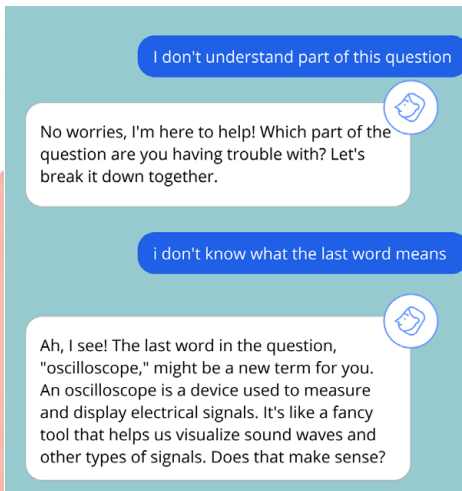 I don't understand part of this question
No worries, I'm here to help! Which part of the
question are you having trouble with? Let's
break it down together.
i don't know what the last word means
Ah, I see! The last word in the question,
"oscilloscope," might be a new term for you.
An oscilloscope is a device used to measure
and display electrical signals. It's like a fancy
tool that helps us visualize sound waves and
other types of signals. Does that make sense?